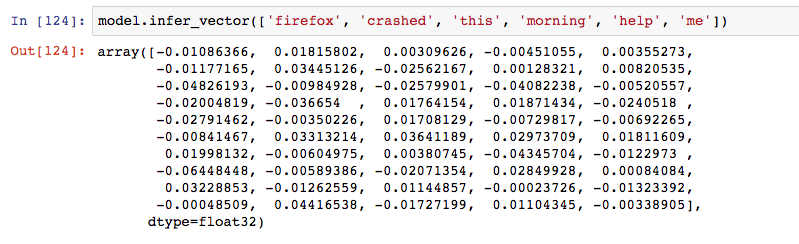 In [124]: model.infer_vector(['firefox', 'crashed', 'this', 'morning', 'help', 'me'])
Out[124]: array([-0.01086366,  0.01815802,  0.00309626, -0.00451055,  0.00355273,
       -0.01177165,  0.03445126, -0.02562167,  0.00128321,  0.00820535,
       -0.04826193, -0.00984928, -0.02579901, -0.04082238, -0.00520557,
       -0.02004819, -0.036654  ,  0.01764154,  0.01871434, -0.0240518 ,
       -0.02791462, -0.00350226,  0.01708129, -0.00729817, -0.00692265,
       -0.00841467,  0.03313214,  0.03641189,  0.02973709,  0.01811609,
        0.01998132, -0.00604975,  0.00380745, -0.04345704, -0.0122973 ,
       -0.06448448, -0.00589386, -0.02071354,  0.02849928,  0.00084084,
        0.03228853, -0.01262559,  0.01144857, -0.00023726, -0.01323392,
       -0.00048509,  0.04416538, -0.01727199,  0.01104345, -0.00338905],
      dtype=float32)